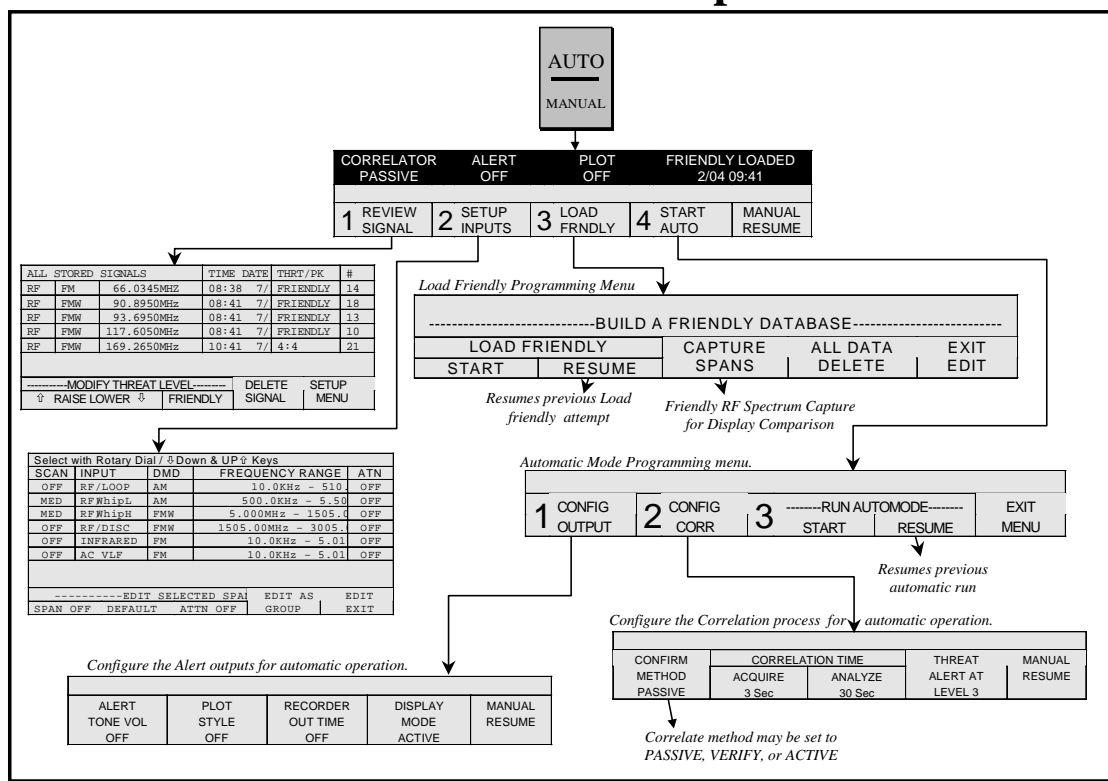 AUTO
MANUAL
CORRELATOR ALERT PLOT FRIENDLY LOADED
PASSIVE OFF OFF 2/04 09:41
1 REVIEW SIGNAL 2 SETUP INPUTS 3 LOAD FRNDLY 4 START AUTO MANUAL RESUME
ALL STORED SIGNALS TIME DATE THRT/PK #
RF FM 66.0345MHZ 08:38 7/ FRIENDLY 14
RF FMW 90.8950MHz 08:41 7/ FRIENDLY 18
RF FMW 93.6950MHz 08:41 7/ FRIENDLY 13
RF FMW 117.6050MHz 08:41 7/ FRIENDLY 10
RF FMW 169.2650MHz 10:41 7/ 4:4 21
----------MODIFY THREAT LEVEL--------- DELETE SETUP
⇧ RAISE LOWER ⇩ FRIENDLY SIGNAL MENU
Load Friendly Programming Menu
-----------------------------BUILD A FRIENDLY DATABASE--------------------------
LOAD FRIENDLY CAPTURE ALL DATA EXIT
START RESUME SPANS DELETE EDIT
Resumes previous Load
friendly attempt
Friendly RF Spectrum Capture
for Display Comparison
Select with Rotary Dial / ⇩Down & UP⇧ Keys
SCAN INPUT DMD FREQUENCY RANGE ATN
OFF RF/LOOP AM 10.0KHz - 510. OFF
MED RFWhipL AM 500.0KHz - 5.50 OFF
MED RFWhipH FMW 5.000MHz - 1505.0 OFF
OFF RF/DISC FMW 1505.00MHz - 3005.0 OFF
OFF INFRARED FM 10.0KHz - 5.01 OFF
OFF AC VLF FM 10.0KHz - 5.01 OFF
----------EDIT SELECTED SPAN EDIT AS EDIT
SPAN OFF DEFAULT ATTN OFF GROUP EXIT
Automatic Mode Programming menu.
1 CONFIG OUTPUT 2 CONFIG CORR 3 --------RUN AUTOMODE-------- EXIT
START RESUME MENU
Resumes previous
automatic run
Configure the Correlation process for automatic operation.
CONFIRM CORRELATION TIME THREAT MANUAL
METHOD ACQUIRE ANALYZE ALERT AT RESUME
PASSIVE 3 Sec 30 Sec LEVEL 3
Correlate method may be set to
PASSIVE, VERIFY, or ACTIVE
Configure the Alert outputs for automatic operation.
ALERT PLOT RECORDER DISPLAY MANUAL
TONE VOL STYLE OUT TIME MODE RESUME
OFF OFF OFF ACTIVE